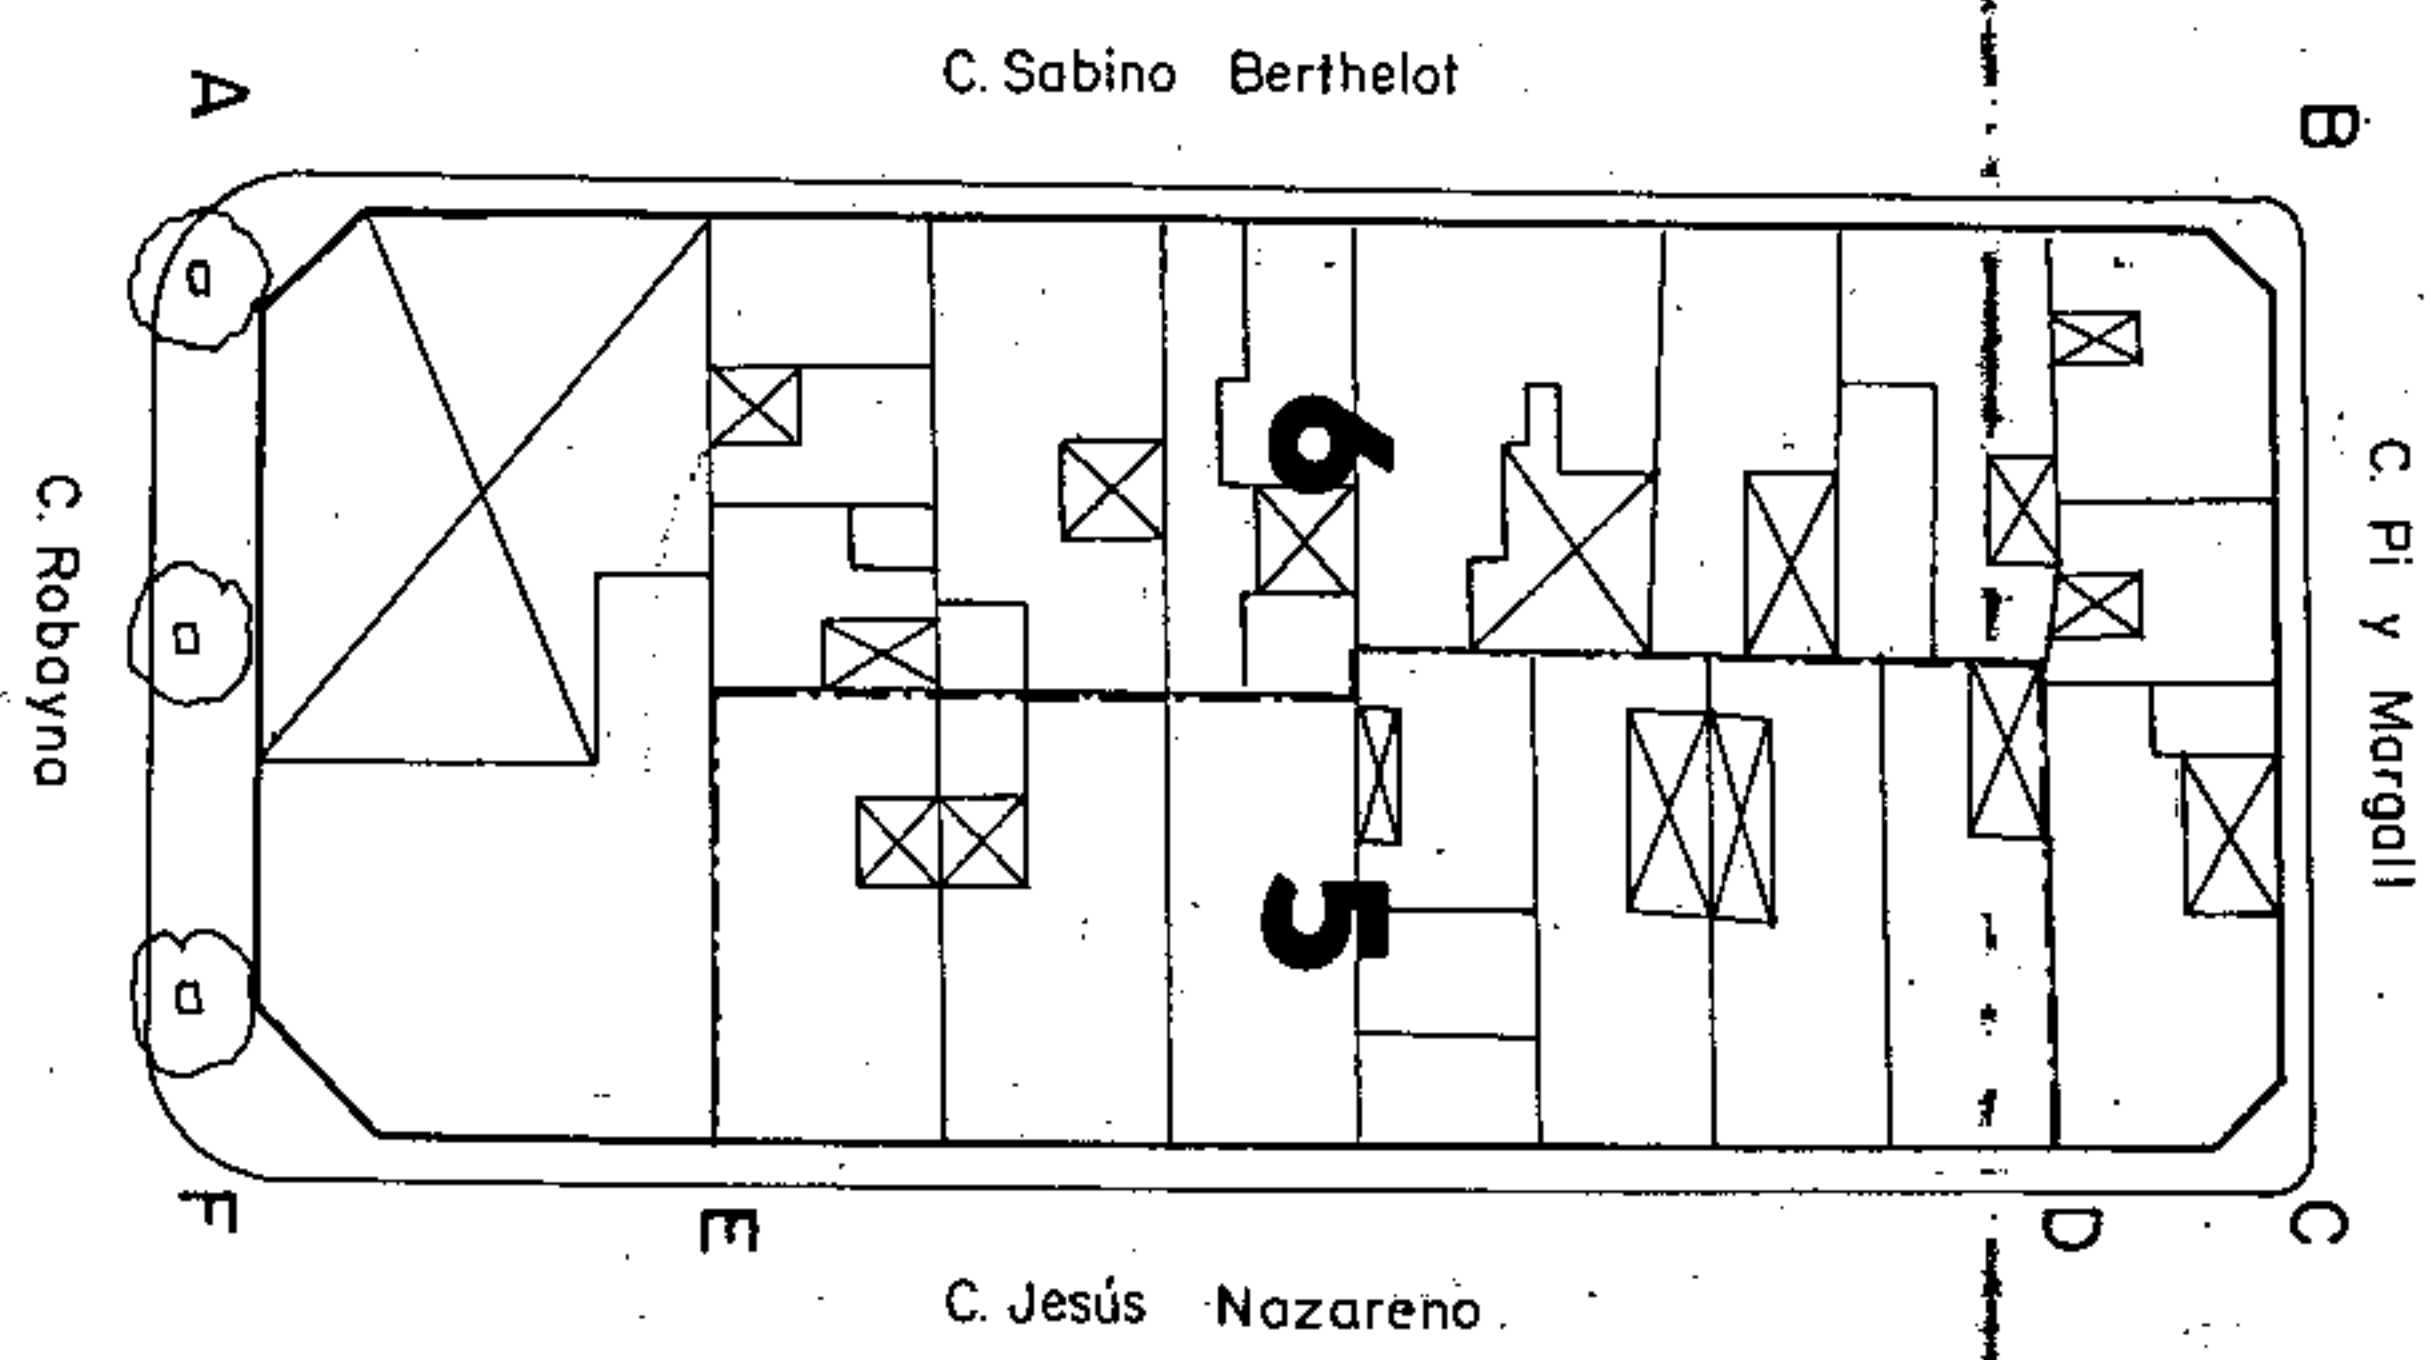 A
C. Sabino Berthelot
B
C. Robayna
6
C. Pi y Margall
5
F
E
D
C
C. Jesús Nazareno